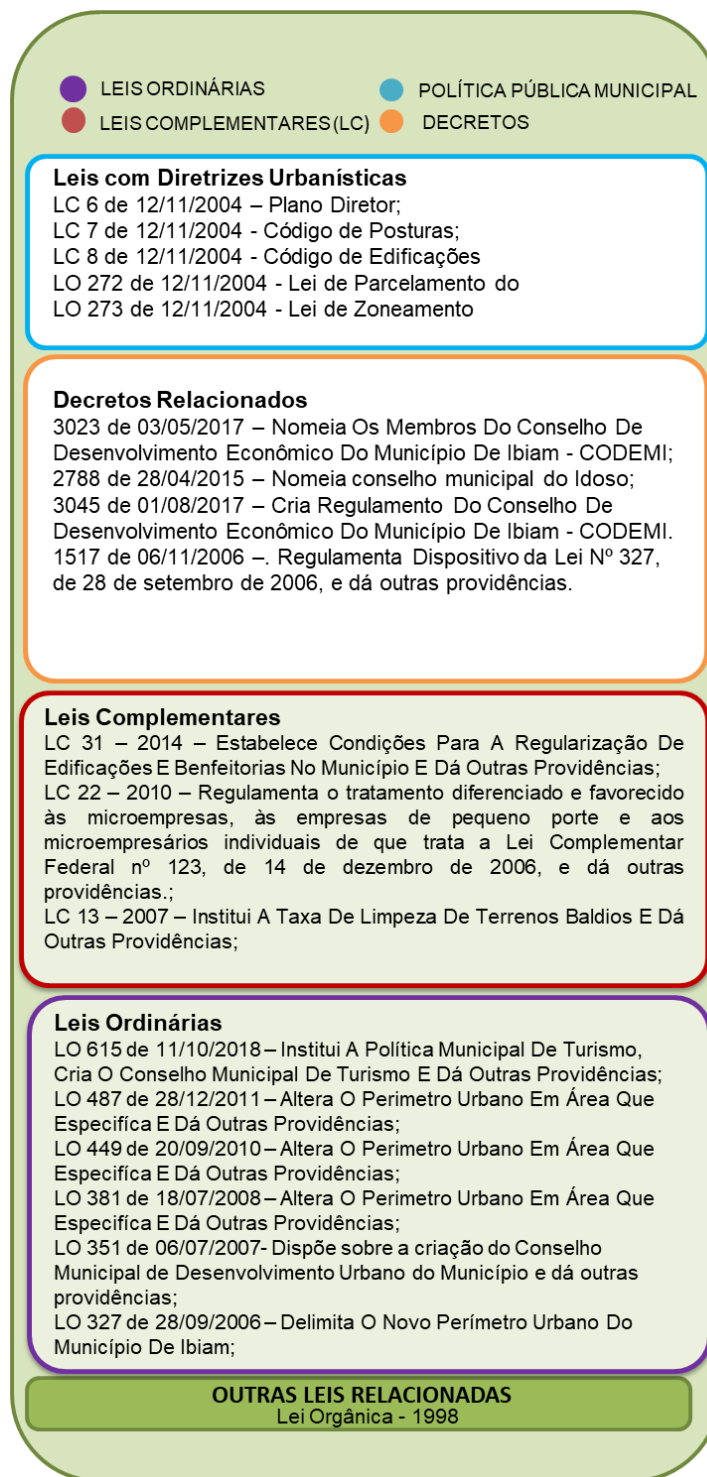 LEIS ORDINÁRIAS
POLÍTICA PÚBLICA MUNICIPAL
LEIS COMPLEMENTARES (LC)
DECRETOS
Leis com Diretrizes Urbanísticas
LC 6 de 12/11/2004 – Plano Diretor;
LC 7 de 12/11/2004 - Código de Posturas;
LC 8 de 12/11/2004 - Código de Edificações
LO 272 de 12/11/2004 - Lei de Parcelamento do
LO 273 de 12/11/2004 - Lei de Zoneamento
Decretos Relacionados
3023 de 03/05/2017 – Nomeia Os Membros Do Conselho De
Desenvolvimento Econômico Do Município De Ibiam - CODEMI;
2788 de 28/04/2015 – Nomeia conselho municipal do Idoso;
3045 de 01/08/2017 – Cria Regulamento Do Conselho De
Desenvolvimento Econômico Do Município De Ibiam - CODEMI.
1517 de 06/11/2006 –. Regulamenta Dispositivo da Lei Nº 327,
de 28 de setembro de 2006, e dá outras providências.
Leis Complementares
LC 31 – 2014 – Estabelece Condições Para A Regularização De
Edificações E Benfeitorias No Município E Dá Outras Providências;
LC 22 – 2010 – Regulamenta o tratamento diferenciado e favorecido
às microempresas, às empresas de pequeno porte e aos
microempresários individuais de que trata a Lei Complementar
Federal nº 123, de 14 de dezembro de 2006, e dá outras
providências.;
LC 13 – 2007 – Institui A Taxa De Limpeza De Terrenos Baldios E Dá
Outras Providências;
Leis Ordinárias
LO 615 de 11/10/2018 – Institui A Política Municipal De Turismo,
Cria O Conselho Municipal De Turismo E Dá Outras Providências;
LO 487 de 28/12/2011 – Altera O Perimetro Urbano Em Área Que
Especifíca E Dá Outras Providências;
LO 449 de 20/09/2010 – Altera O Perimetro Urbano Em Área Que
Especifíca E Dá Outras Providências;
LO 381 de 18/07/2008 – Altera O Perimetro Urbano Em Área Que
Especifíca E Dá Outras Providências;
LO 351 de 06/07/2007- Dispõe sobre a criação do Conselho
Municipal de Desenvolvimento Urbano do Município e dá outras
providências;
LO 327 de 28/09/2006 – Delimita O Novo Perímetro Urbano Do
Município De Ibiam;
OUTRAS LEIS RELACIONADAS
Lei Orgânica - 1998